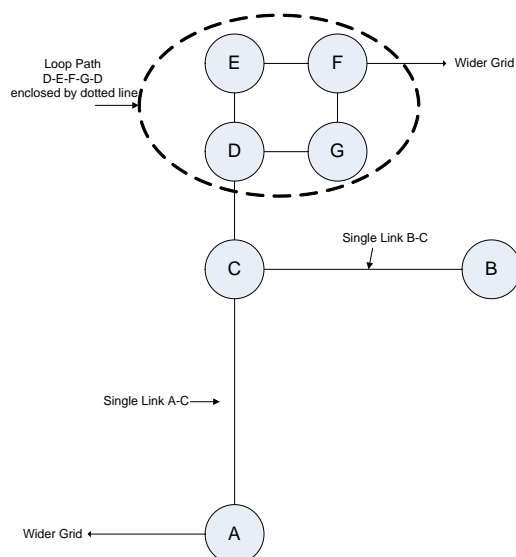 Loop Path
D-E-F-G-D
enclosed by dotted line
E
F
Wider Grid
D
G
Single Link B-C
C
B
Single Link A-C
Wider Grid
A